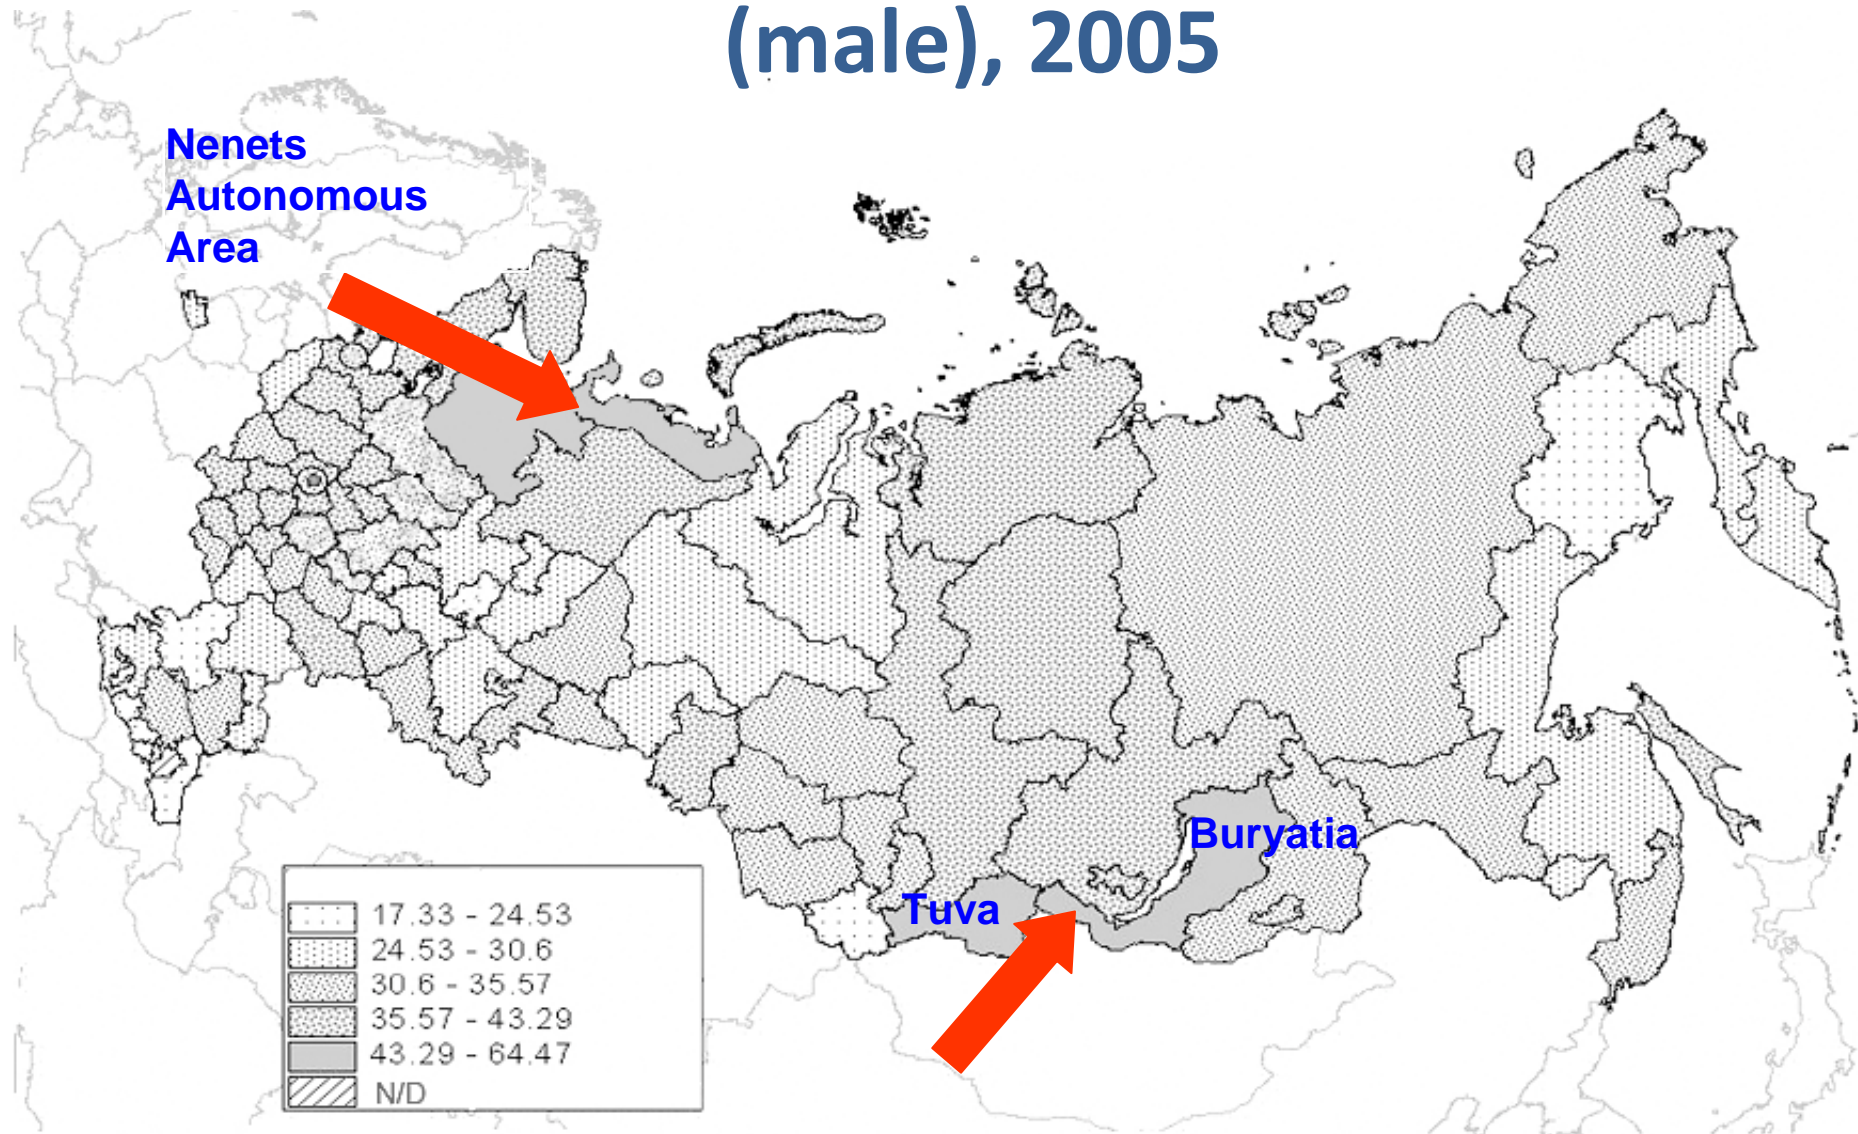 (male), 2005
Nenets
Autonomous
Area
Buryatia
Tuva
17.33 - 24.53
24.53 - 30.6
30.6 - 35.57
35.57 - 43.29
43.29 - 64.47
N/D